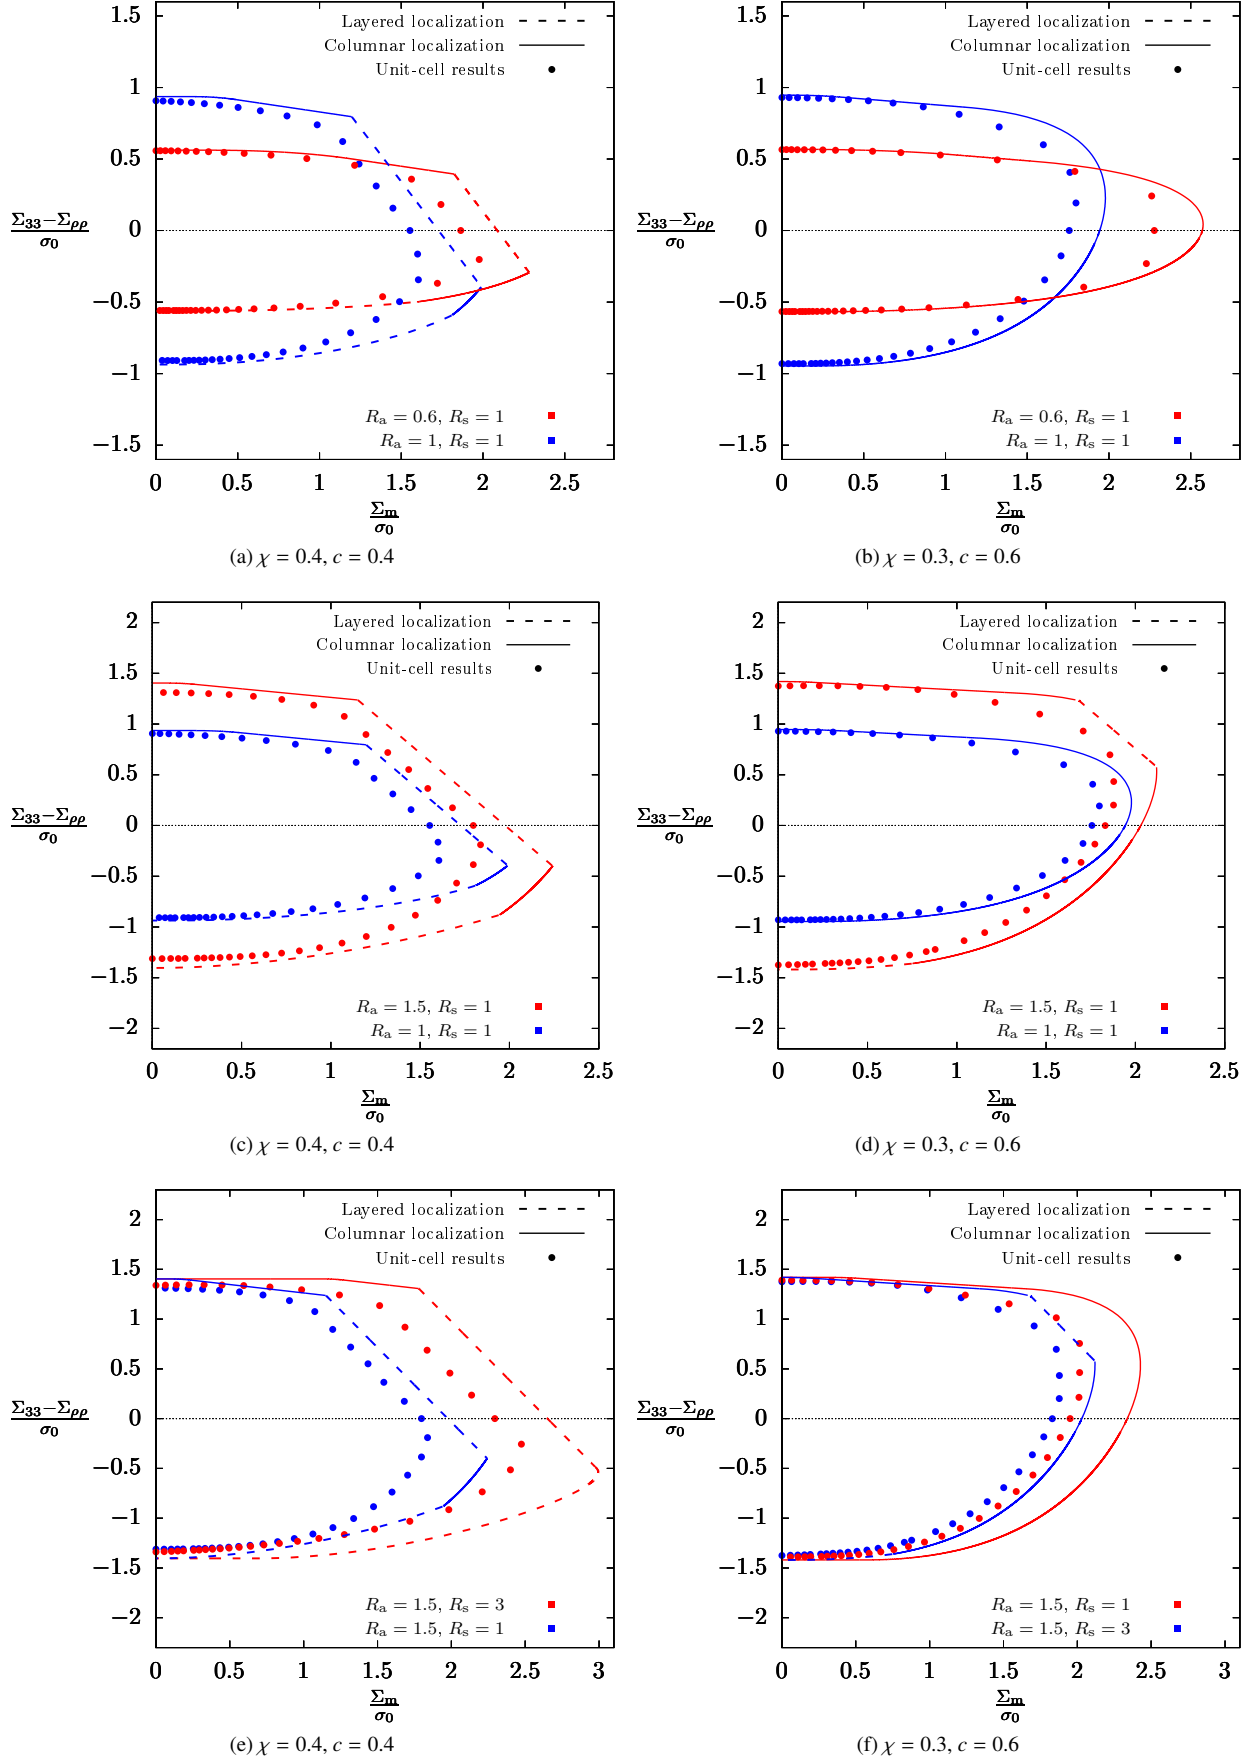 1.5
1
0.5
0
−0.5
−1
−1.5
Σ33−Σρρ
σ0
Layered localization
Columnar localization
Unit-cell results
Ra = 0.6, Rs = 1
Ra = 1, Rs = 1
0 0.5 1 1.5 2 2.5
Σm
σ0
(a) χ = 0.4, c = 0.4
1.5
1
0.5
0
−0.5
−1
−1.5
Σ33−Σρρ
σ0
Layered localization
Columnar localization
Unit-cell results
Ra = 0.6, Rs = 1
Ra = 1, Rs = 1
0 0.5 1 1.5 2 2.5
Σm
σ0
(b) χ = 0.3, c = 0.6
2
1.5
1
0.5
0
−0.5
−1
−1.5
−2
Σ33−Σρρ
σ0
Layered localization
Columnar localization
Unit-cell results
Ra = 1.5, Rs = 1
Ra = 1, Rs = 1
0 0.5 1 1.5 2 2.5
Σm
σ0
(c) χ = 0.4, c = 0.4
2
1.5
1
0.5
0
−0.5
−1
−1.5
−2
Σ33−Σρρ
σ0
Layered localization
Columnar localization
Unit-cell results
Ra = 1.5, Rs = 1
Ra = 1, Rs = 1
0 0.5 1 1.5 2 2.5
Σm
σ0
(d) χ = 0.3, c = 0.6
2
1.5
1
0.5
0
−0.5
−1
−1.5
−2
Σ33−Σρρ
σ0
Layered localization
Columnar localization
Unit-cell results
Ra = 1.5, Rs = 3
Ra = 1.5, Rs = 1
0 0.5 1 1.5 2 2.5 3
Σm
σ0
(e) χ = 0.4, c = 0.4
2
1.5
1
0.5
0
−0.5
−1
−1.5
−2
Σ33−Σρρ
σ0
Layered localization
Columnar localization
Unit-cell results
Ra = 1.5, Rs = 1
Ra = 1.5, Rs = 3
0 0.5 1 1.5 2 2.5 3
Σm
σ0
(f) χ = 0.3, c = 0.6